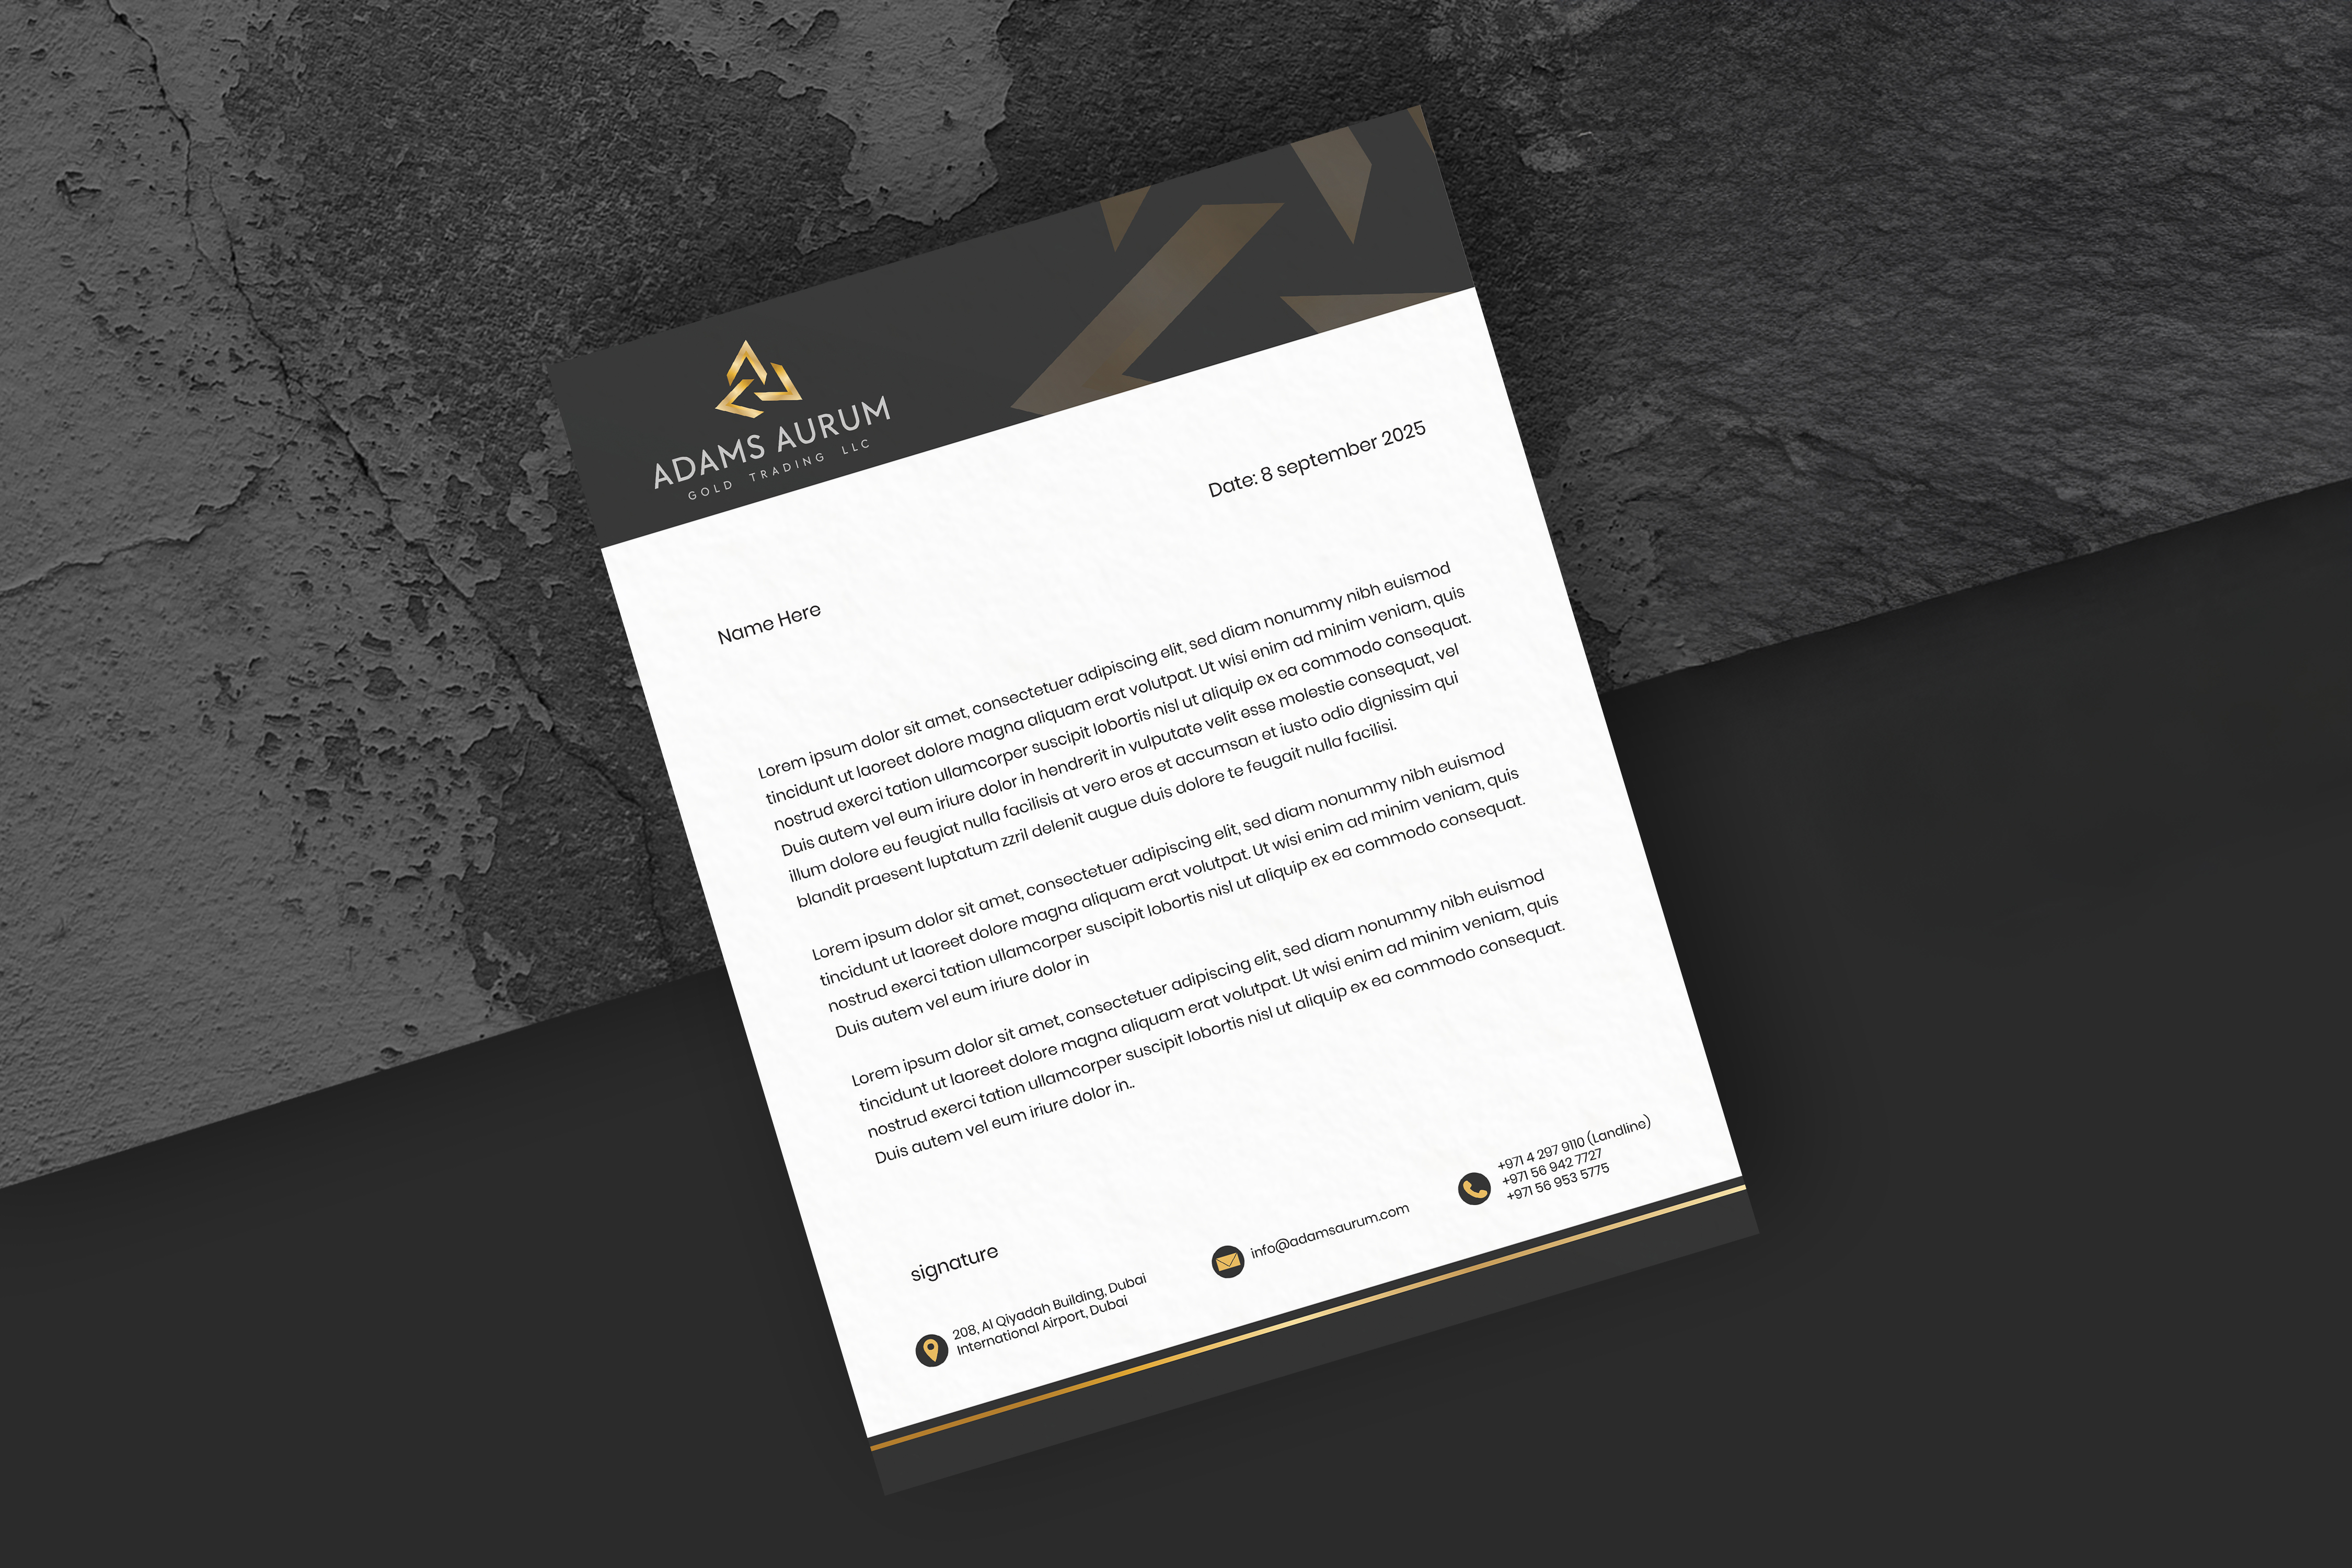 ADAMS AURUM
GOLD TRADING LLC
Date: 8 september 2025
Name Here
Lorem ipsum dolor sit amet, consectetuer adipiscing elit, sed diam nonummy nibh euismod
tincidunt ut laoreet dolore magna aliquam erat volutpat. Ut wisi enim ad minim veniam, quis
nostrud exerci tation ullamcorper suscipit lobortis nisl ut aliquip ex ea commodo consequat.
Duis autem vel eum iriure dolor in hendrerit in vulputate velit esse molestie consequat, vel
illum dolore eu feugiat nulla facilisis at vero eros et accumsan et iusto odio dignissim qui
blandit praesent luptatum zzril delenit augue duis dolore te feugait nulla facilisi.
Lorem ipsum dolor sit amet, consectetuer adipiscing elit, sed diam nonummy nibh euismod
tincidunt ut laoreet dolore magna aliquam erat volutpat. Ut wisi enim ad minim veniam, quis
nostrud exerci tation ullamcorper suscipit lobortis nisl ut aliquip ex ea commodo consequat.
Duis autem vel eum iriure dolor in
Lorem ipsum dolor sit amet, consectetuer adipiscing elit, sed diam nonummy nibh euismod
tincidunt ut laoreet dolore magna aliquam erat volutpat. Ut wisi enim ad minim veniam, quis
nostrud exerci tation ullamcorper suscipit lobortis nisl ut aliquip ex ea commodo consequat.
Duis autem vel eum iriure dolor in..
signature
208, Al Qiyadah Building, Dubai
International Airport, Dubai
info@adamsaurum.com
+971 4 297 9110 (Landline)
+971 56 942 7727
+971 56 953 5775